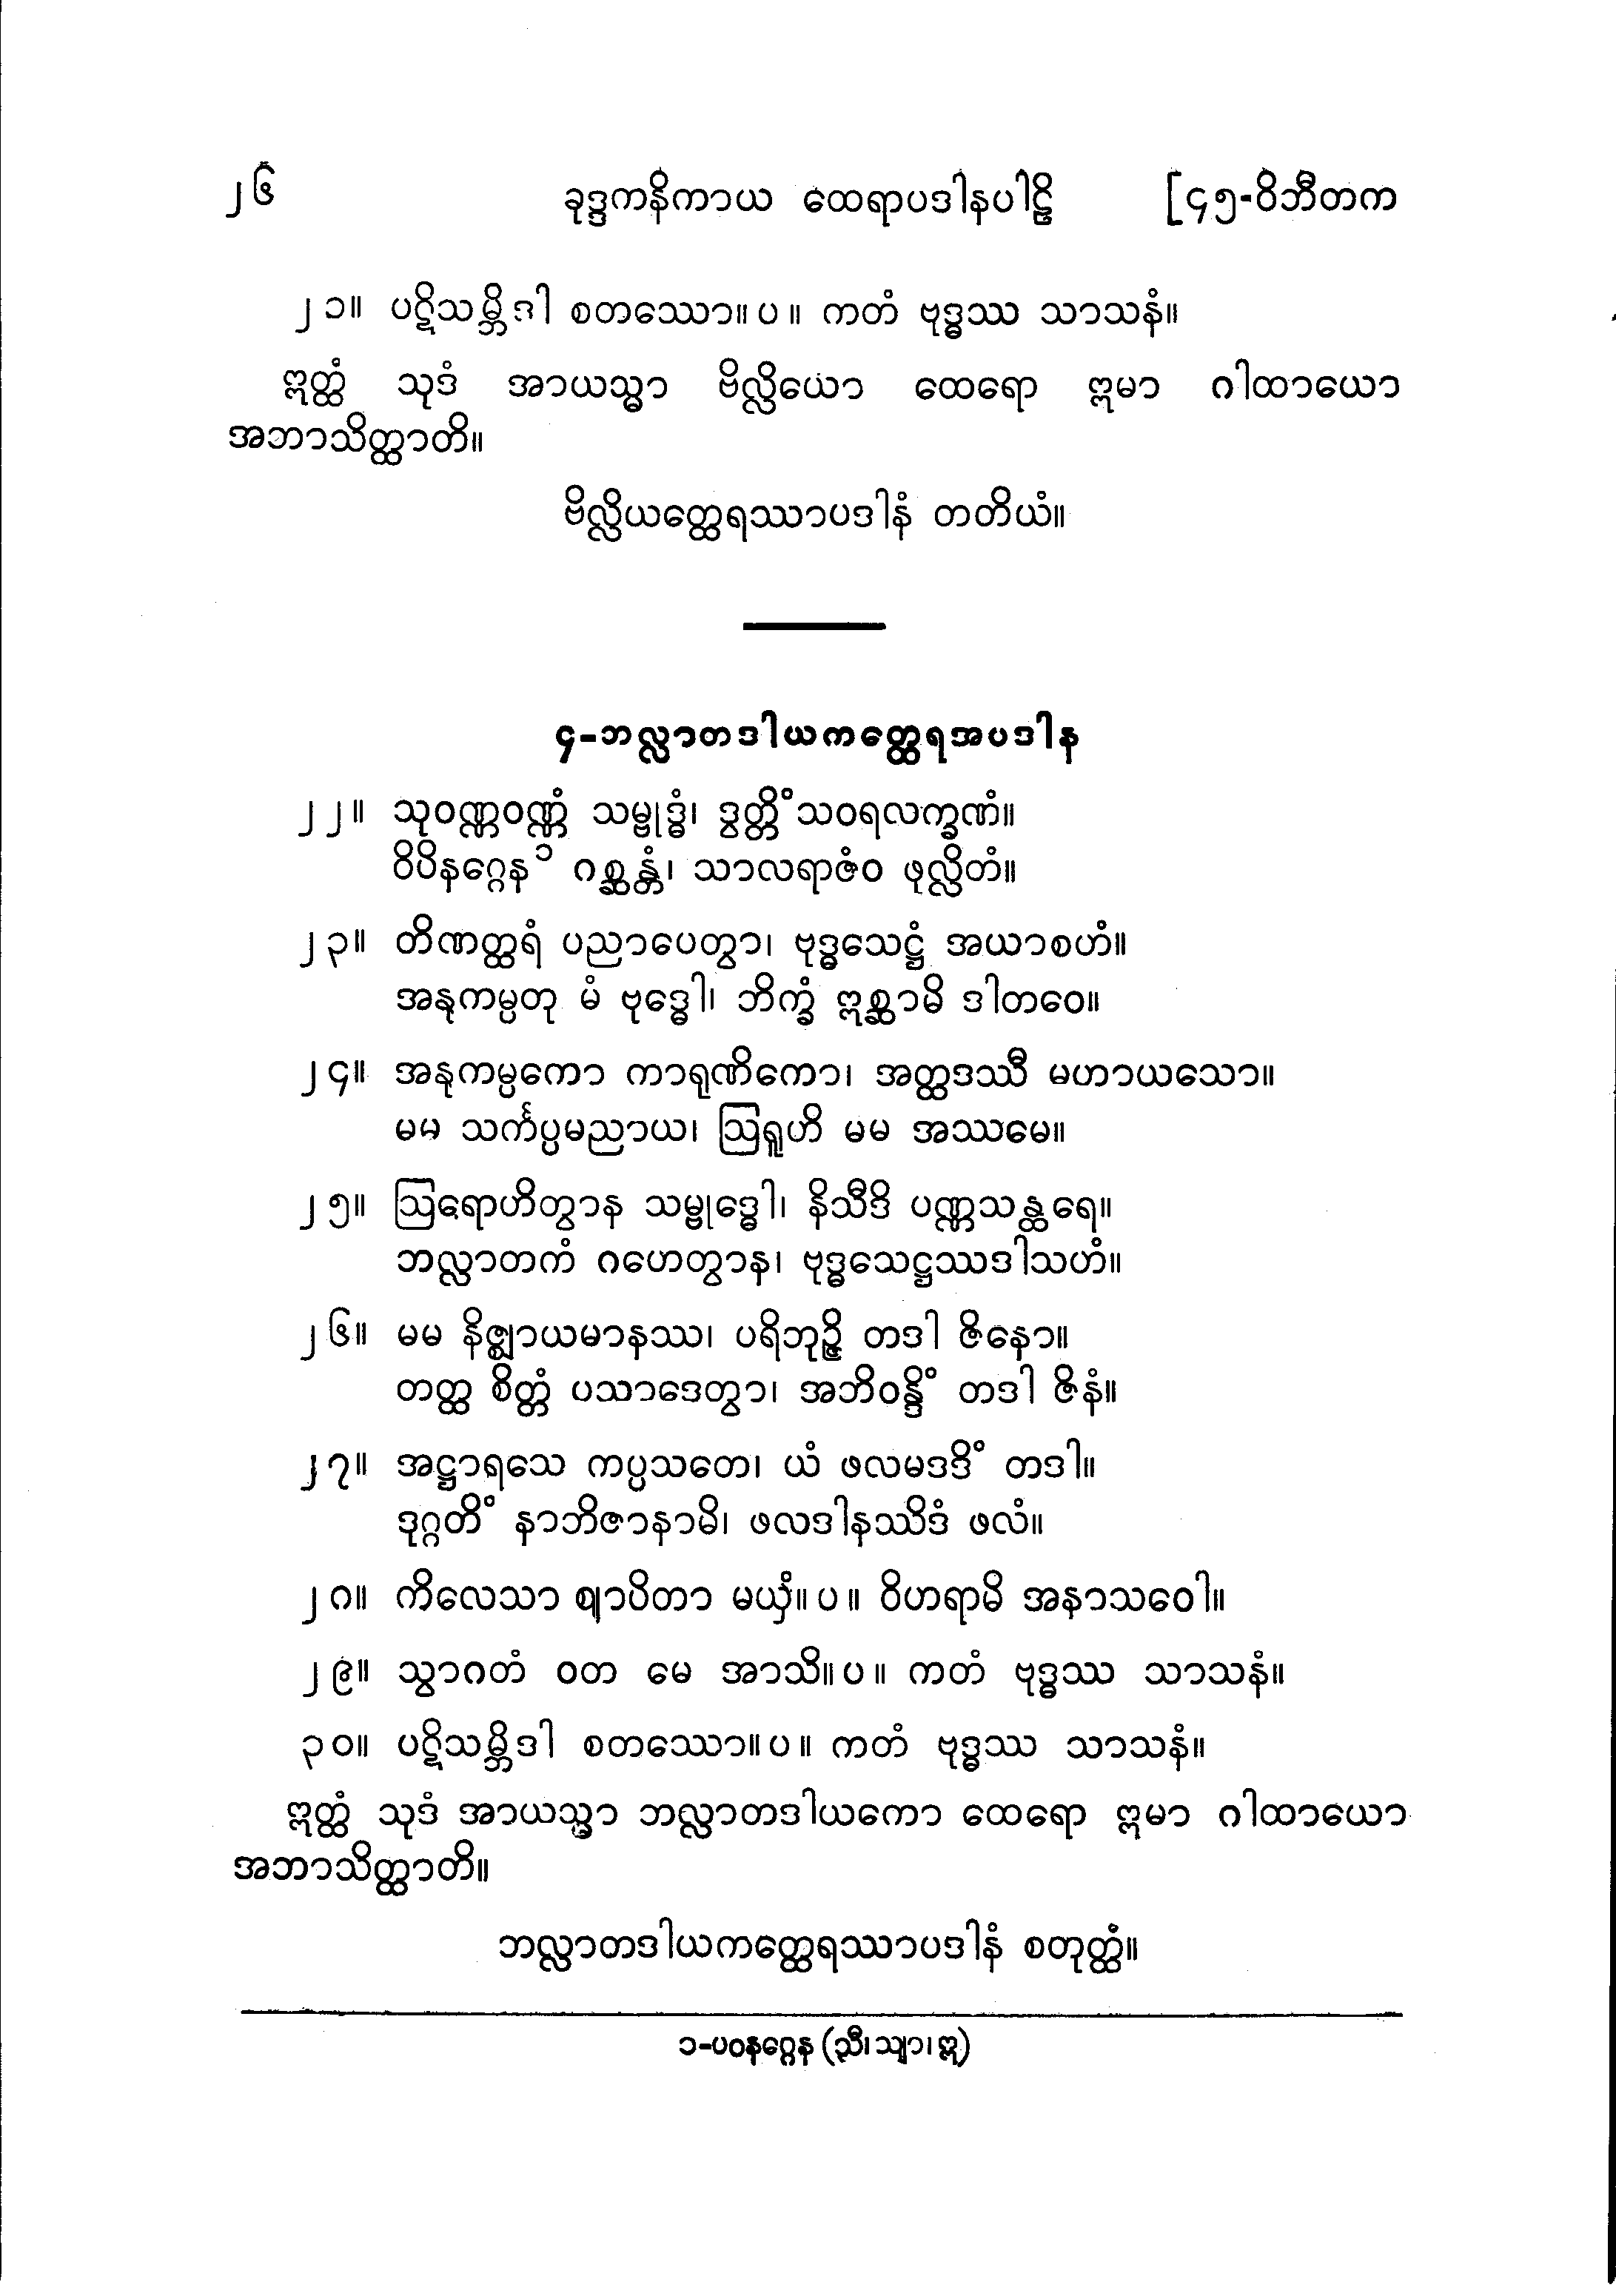 ၂၆ ခုဒ္ဒကနိကာယ ထေရာပဒါနပါဠိ [၄၅-ဝိဘီတက
၂၁။ ပဋိသမ္ဘိဒါ စတဿော။ ပ ။ ကတံ ဗုဒ္ဓဿ သာသနံ။
ဣတ္ထံ သုဒံ အာယသ္မာ ဗိလ္လိယော ထေရော ဣမာ ဂါထာယော
အဘာသိတ္ထာတိ။
ဗိလ္လိယတ္ထေရဿာပဒါနံ တတိယံ။
၄-ဘလ္လာတဒါယကတ္ထေရအပဒါန
၂၂။ သုဝဏ္ဏဝဏ္ဏံ သမ္ဗုဒ္ဓံ၊ ဒွတ္တိံသဝရလက္ခဏံ။
ဝိပိနဂ္ဂေန ၁ ဂစ္ဆန္တံ၊ သာလရာဇံဝ ဖုလ္လိတံ။
၂၃။ တိဏတ္ထရံ ပညာပေတွာ၊ ဗုဒ္ဓသေဋ္ဌံ အယာစဟံ။
အနုကမ္ပတု မံ ဗုဒ္ဓေါ၊ ဘိက္ခံ ဣစ္ဆာမိ ဒါတဝေ။
၂၄။ အနုကမ္ပကော ကာရုဏိကော၊ အတ္ထဒဿီ မဟာယသော။
မမ သင်္ကပ္ပမညာယ၊ ဩရူဟိ မမ အဿမေ။
၂၅။ ဩရောဟိတွာန သမ္ဗုဒ္ဓေါ၊ နိသီဒိ ပဏ္ဏသန္ထရေ။
ဘလ္လာတကံ ဂဟေတွာန၊ ဗုဒ္ဓသေဋ္ဌဿဒါသဟံ။
၂၆။ မမ နိဇ္ဈာယမာနဿ၊ ပရိဘုဉ္ဇိ တဒါ ဇိနော။
တတ္ထ စိတ္တံ ပသာဒေတွာ၊ အဘိဝန္ဒိံ တဒါ ဇိနံ။
၂၇။ အဋ္ဌာရသေ ကပ္ပသတေ၊ ယံ ဖလမဒဒိံ တဒါ။
ဒုဂ္ဂတိံ နာဘိဇာနာမိ၊ ဖလဒါနဿိဒံ ဖလံ။
၂၈။ ကိလေသာ ဈာပိတာ မယှံ။ ပ ။ ဝိဟရာမိ အနာသဝေါ။
၂၉။ သွာဂတံ ဝတ မေ အာသိ။ ပ ။ ကတံ ဗုဒ္ဓဿ သာသနံ။
၃၀။ ပဋိသမ္ဘိဒါ စတဿော။ ပ ။ ကတံ ဗုဒ္ဓဿ သာသနံ။
ဣတ္ထံ သုဒံ အာယသ္မာ ဘလ္လာတဒါယကော ထေရော ဣမာ ဂါထာယော
အဘာသိတ္ထာတိ။
ဘလ္လာတဒါယကတ္ထေရဿာပဒါနံ စတုတ္ထံ။
၁-ပဝနဂ္ဂေန (သီ၊ သျာ၊ ဣ)